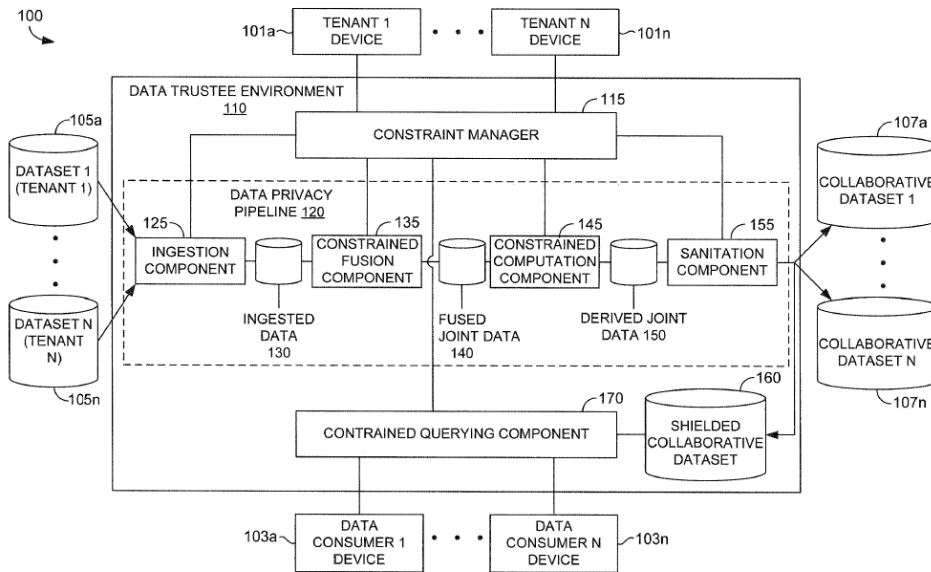 100
101a
TENANT 1
DEVICE
• • •
TENANT N
DEVICE
101n
DATA TRUSTEE ENVIRONMENT
110
115
CONSTRAINT MANAGER
105a
DATASET 1
(TENANT 1)
107a
COLLABORATIVE
DATASET 1
DATA PRIVACY
PIPELINE 120
125
INGESTION
COMPONENT
135
CONSTRAINED
FUSION
COMPONENT
145
CONSTRAINED
COMPUTATION
COMPONENT
155
SANITATION
COMPONENT
INGESTED
DATA
130
FUSED
JOINT DATA
140
DERIVED JOINT
DATA 150
DATASET N
(TENANT
N)
105n
COLLABORATIVE
DATASET N
107n
160
SHIELDED
COLLABORATIVE
DATASET
170
CONTRAINED QUERYING COMPONENT
103a
DATA
CONSUMER 1
DEVICE
• • •
DATA
CONSUMER N
DEVICE
103n